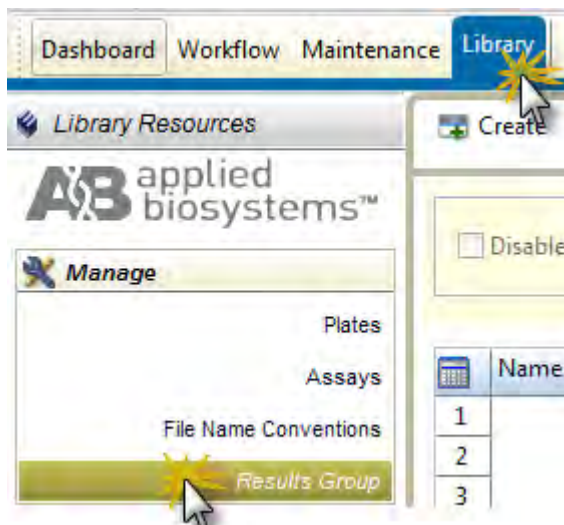 Dashboard Workflow Maintenance Library
Library Resources
Create
AB applied
biosystems™
Disable
Manage
Plates
Name
Assays
1
File Name Conventions
2
Results Group
3